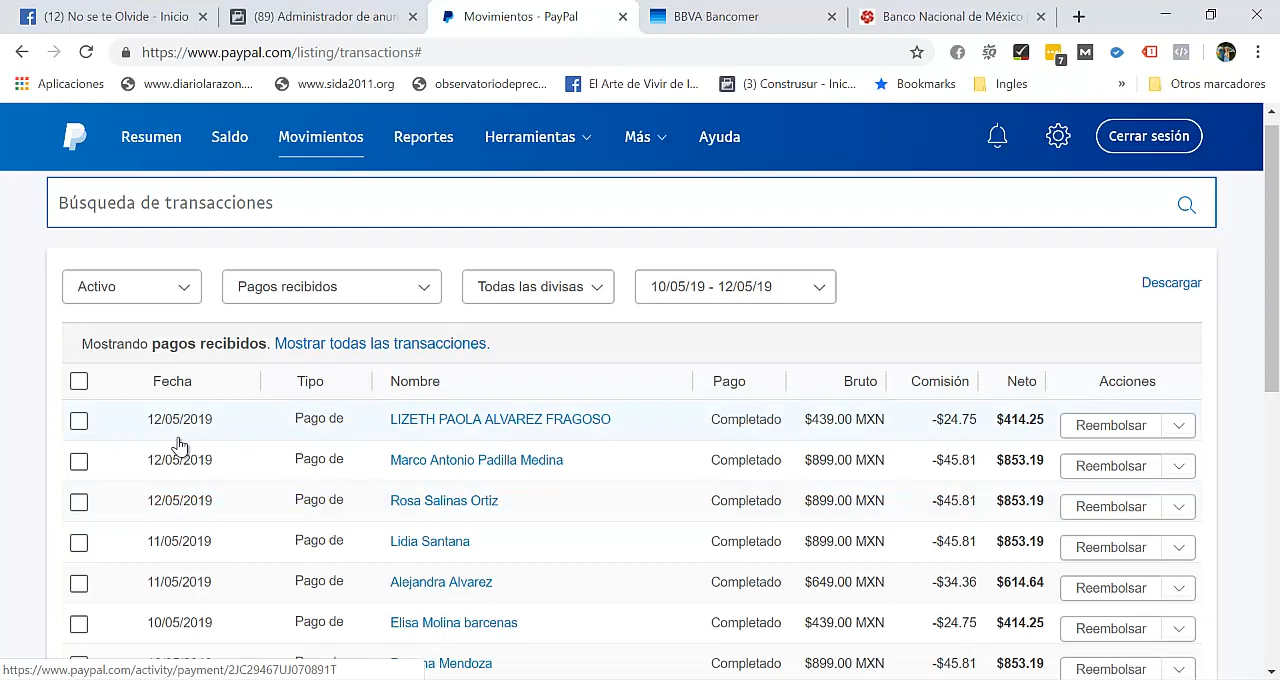 (12) No se te Olvide - Inicio
(89) Administrador de anun
Movimientos - PayPal
BBVA Bancomer
Banco Nacional de México
https://www.paypal.com/listing/transactions#
7
1
Aplicaciones
www.diariolarazon....
www.cida2011.org
observatoriodeprec...
El Arte de Vivir de l...
(3) Construsur - Inic...
Bookmarks
Ingles
»
Otros marcadores
Resumen
Saldo
Movimientos
Reportes
Herramientas
Más
Ayuda
Cerrar sesión
Búsqueda de transacciones
Activo
Pagos recibidos
Todas las divisas
10/05/19 - 12/05/19
Descargar
Mostrando pagos recibidos. Mostrar todas las transacciones.
Fecha Tipo Nombre Pago Bruto Comisión Neto Acciones
12/05/2019 Pago de LIZETH PAOLA ALVAREZ FRAGOSO Completado $439.00 MXN -$24.75 $414.25 Reembolsar
12/05/2019 Pago de Marco Antonio Padilla Medina Completado $899.00 MXN -$45.81 $853.19 Reembolsar
12/05/2019 Pago de Rosa Salinas Ortiz Completado $899.00 MXN -$45.81 $853.19 Reembolsar
11/05/2019 Pago de Lidia Santana Completado $899.00 MXN -$45.81 $853.19 Reembolsar
11/05/2019 Pago de Alejandra Alvarez Completado $649.00 MXN -$34.36 $614.64 Reembolsar
10/05/2019 Pago de Elisa Molina barcenas Completado $439.00 MXN -$24.75 $414.25 Reembolsar
Mendoza Completado $899.00 MXN -$45.81 $853.19 Reembolsar
https://www.paypal.com/activity/payment/2JC29467UJ070891T